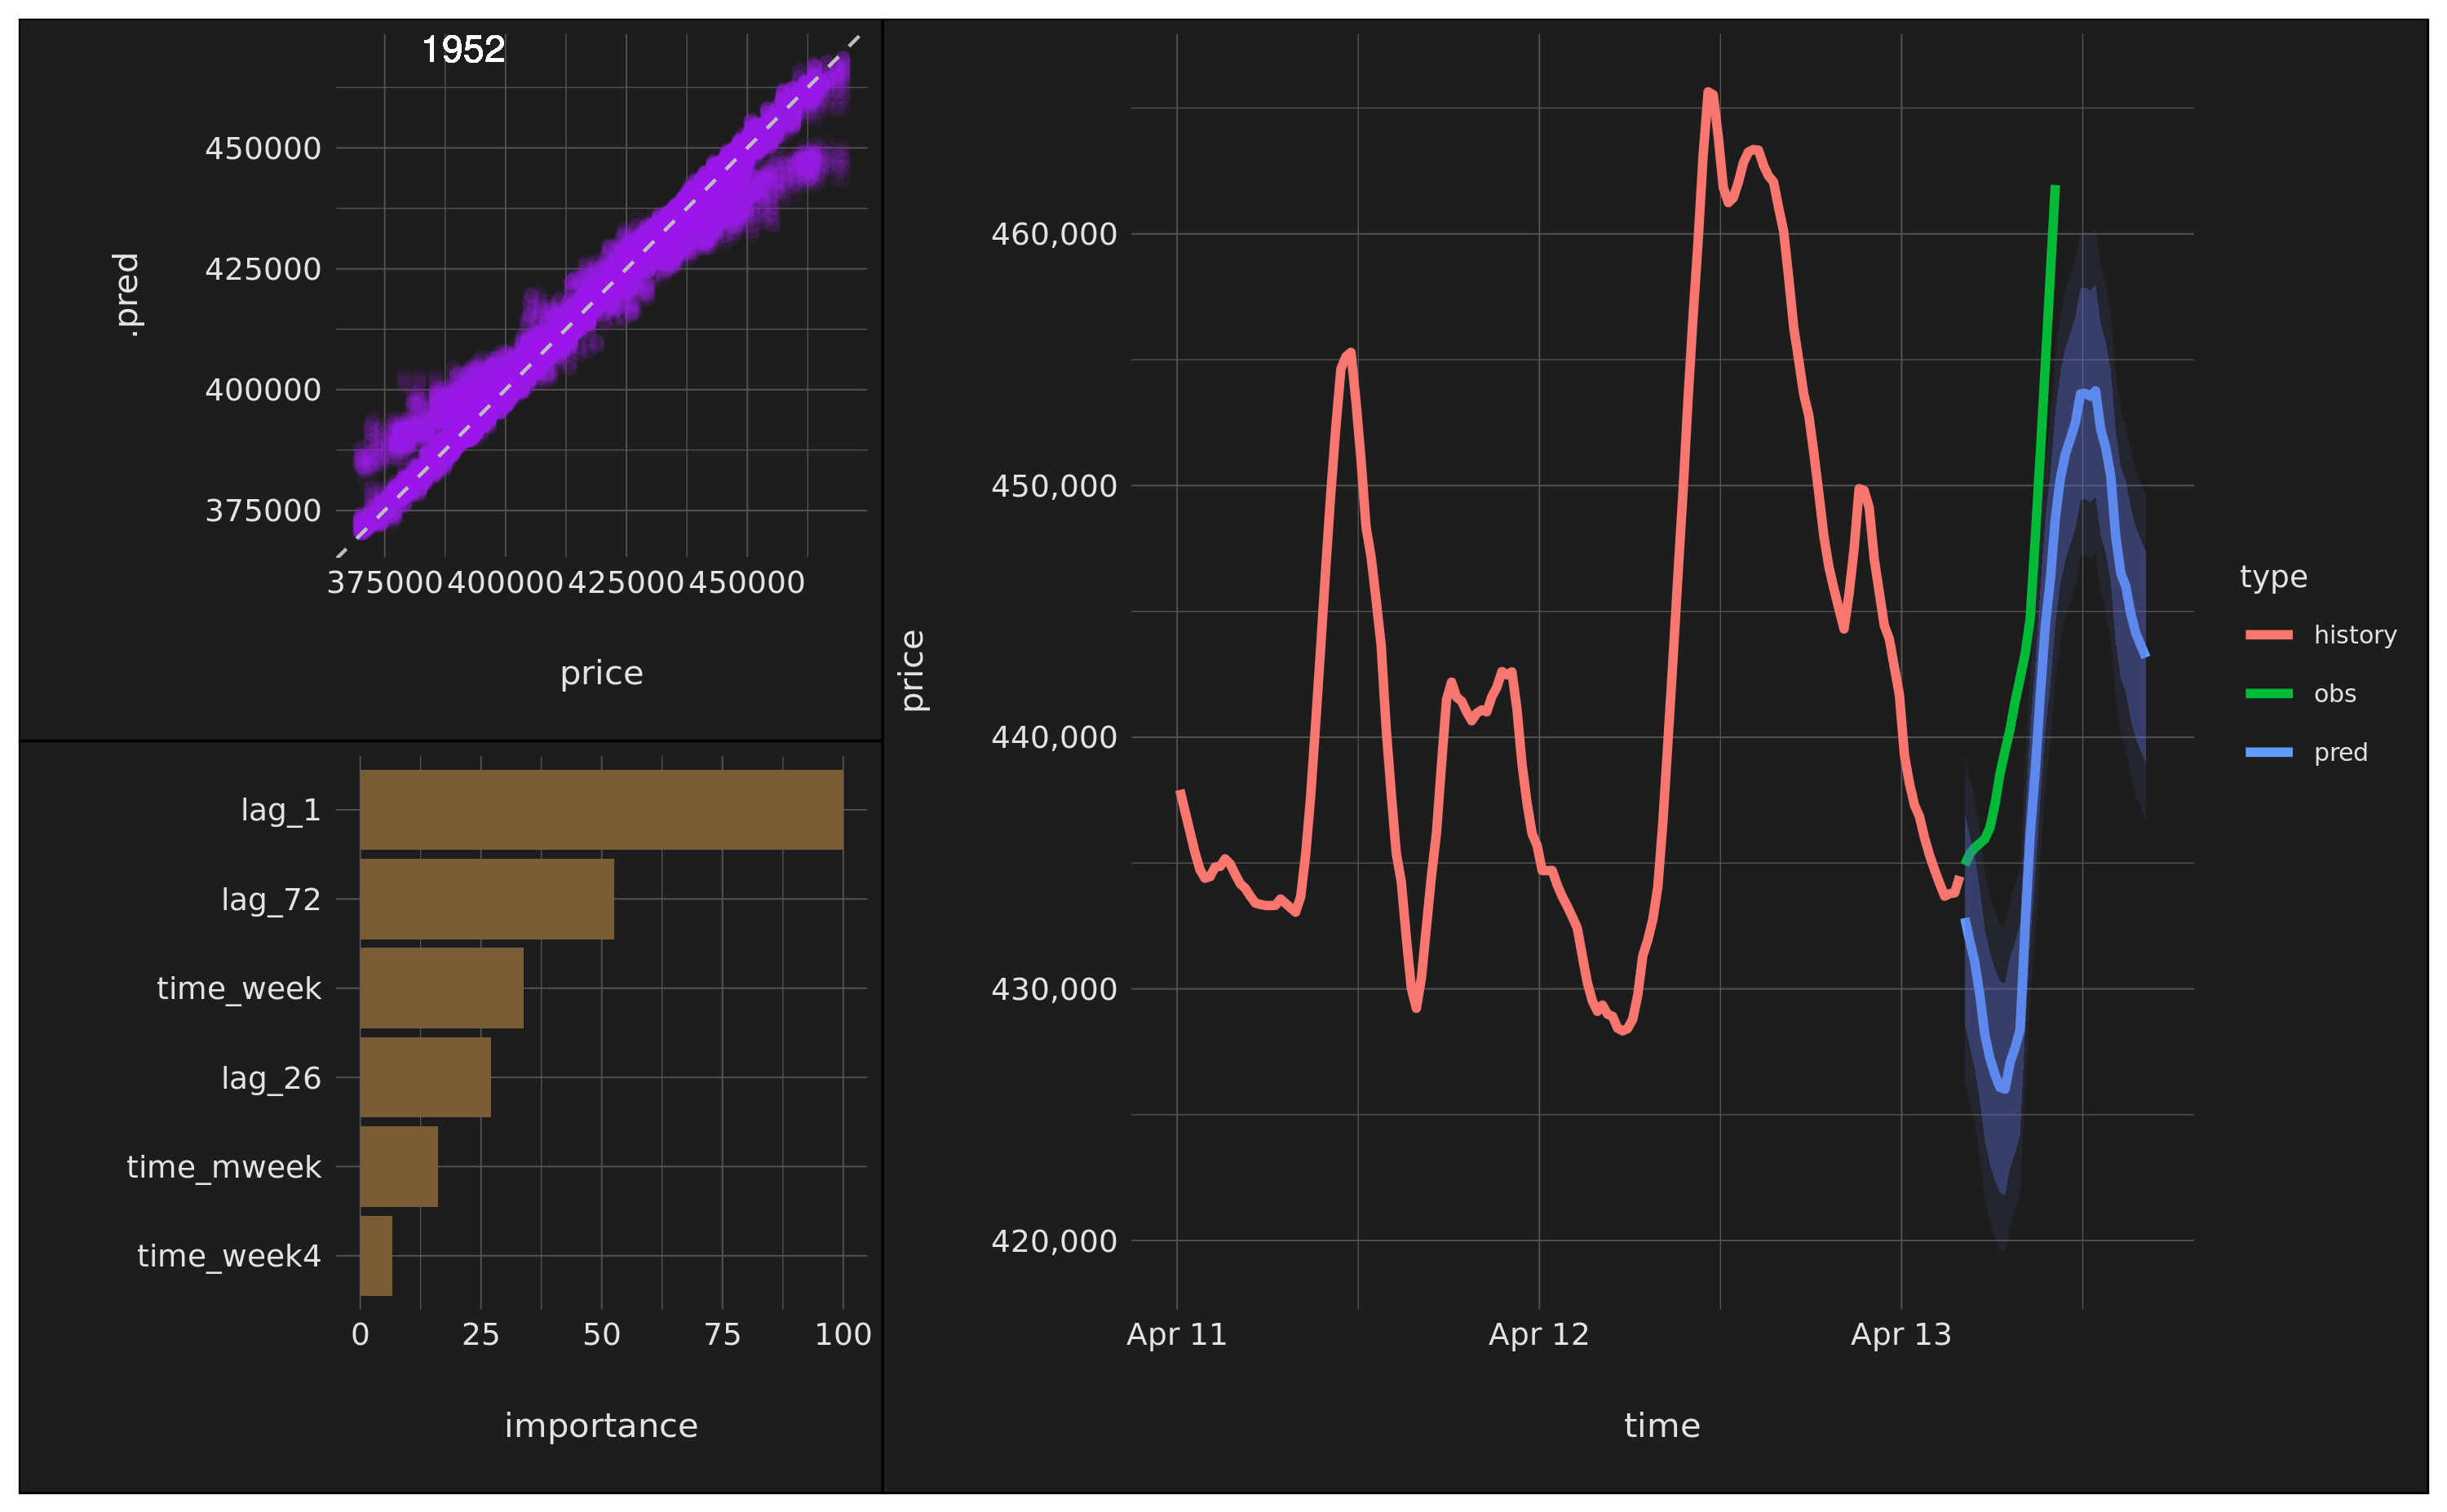 1952
.pred
450000
425000
400000
375000
375000 400000 425000 450000
price
lag_1
lag_72
time_week
lag_26
time_mweek
time_week4
0 25 50 75 100
importance
price
460,000
450,000
440,000
430,000
420,000
Apr 11 Apr 12 Apr 13
time
type
history
obs
pred